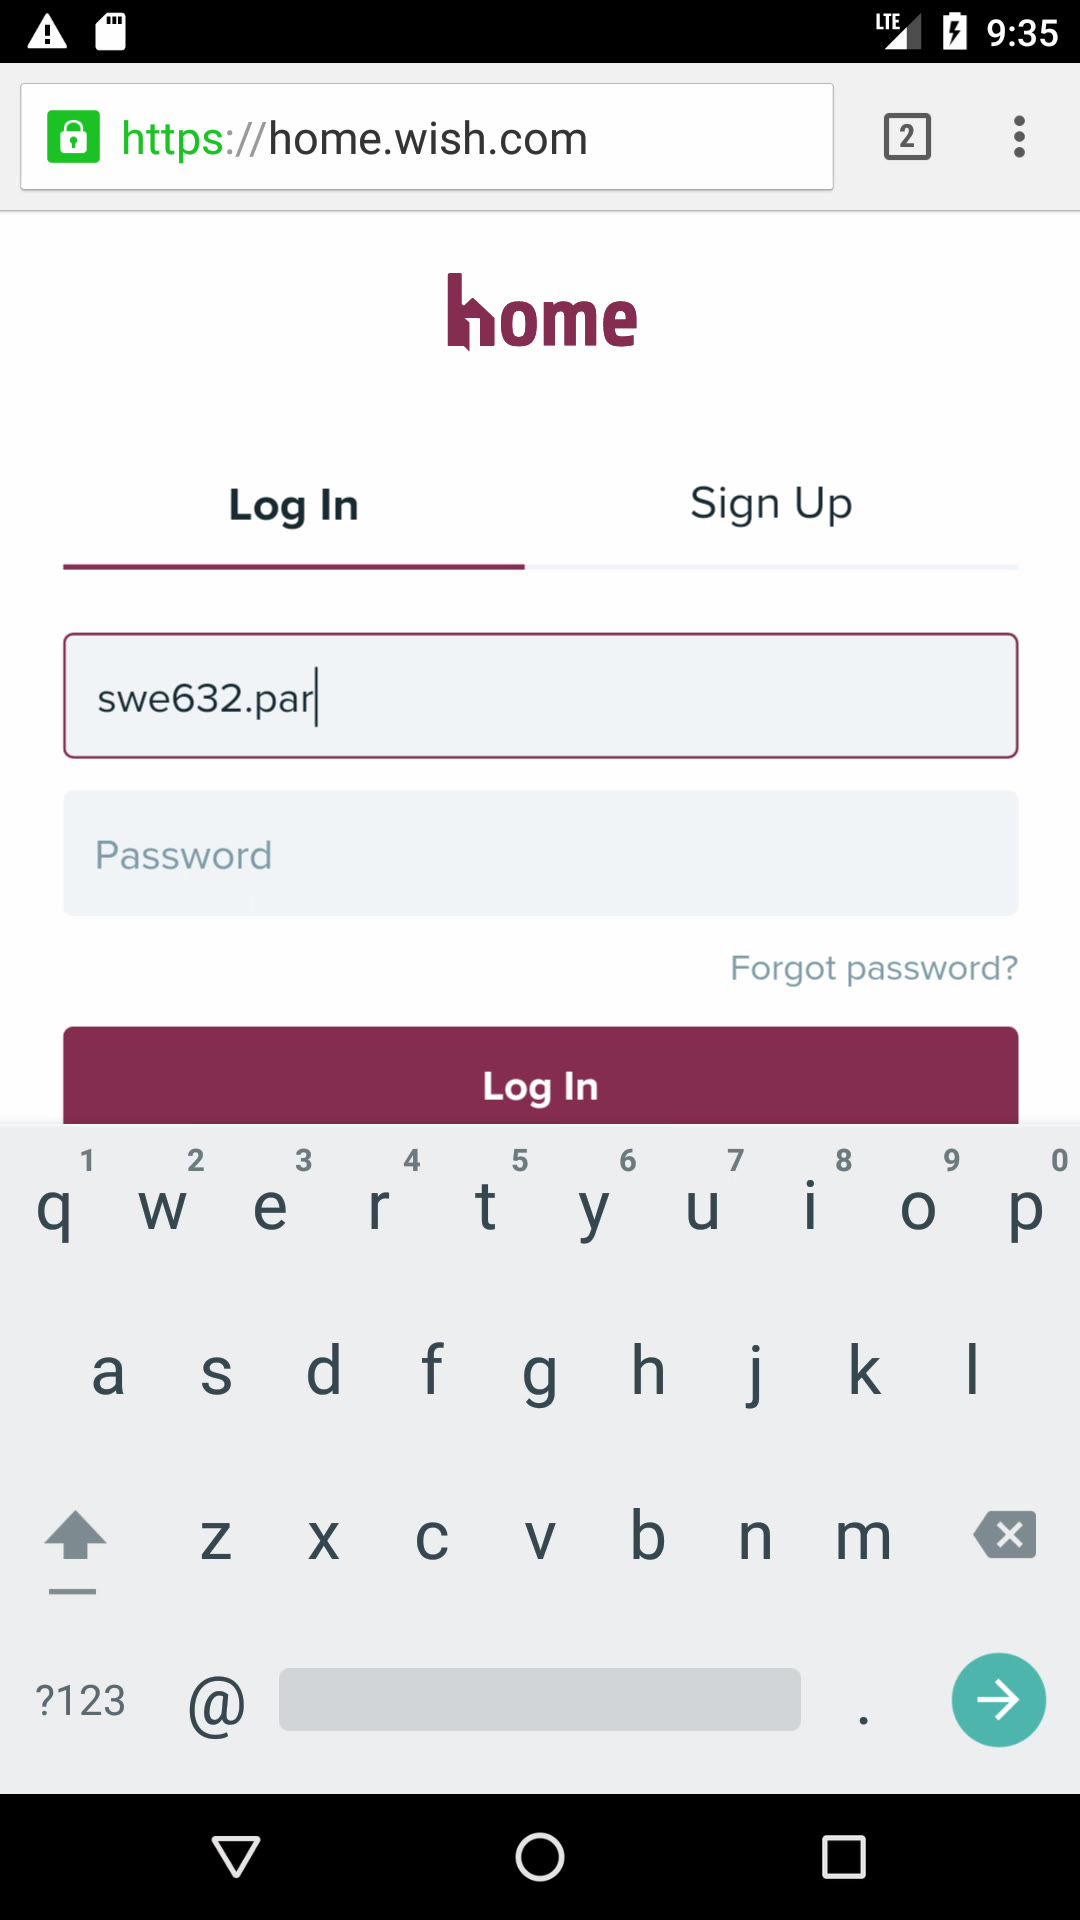 LTE 9:35
https://home.wish.com 2
home
Log In Sign Up
swe632.par
Password
Forgot password?
Log In
1 2 3 4 5 6 7 8 9 0
q w e r t y u i o p
a s d f g h j k l
z x c v b n m
?123 @ .